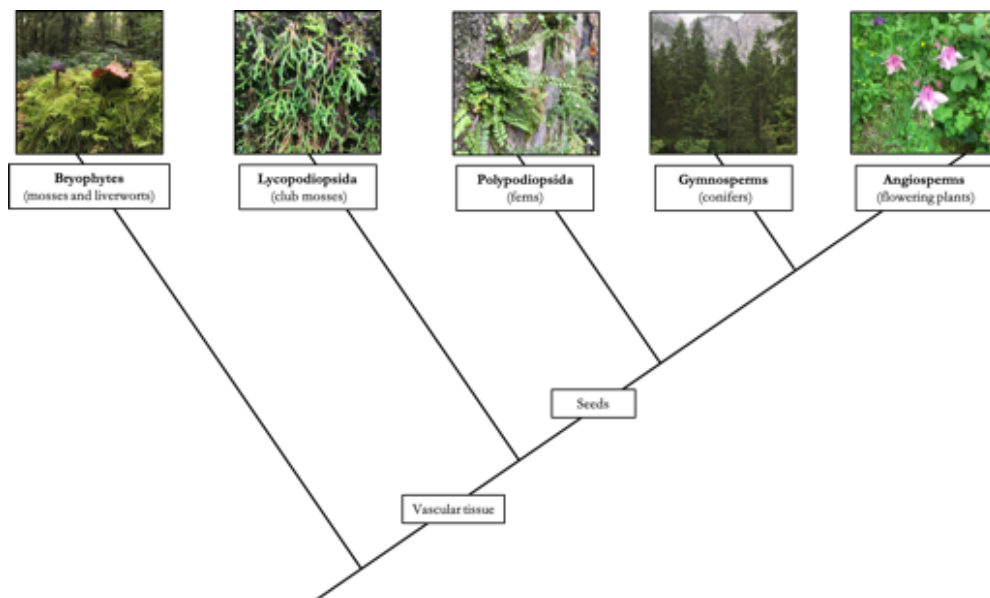 Bryophytes
(mosses and liverworts)
Lycopodiopsida
(club mosses)
Polypodiopsida
(ferns)
Gymnosperms
(conifers)
Angiosperms
(flowering plants)
Seeds
Vascular tissue